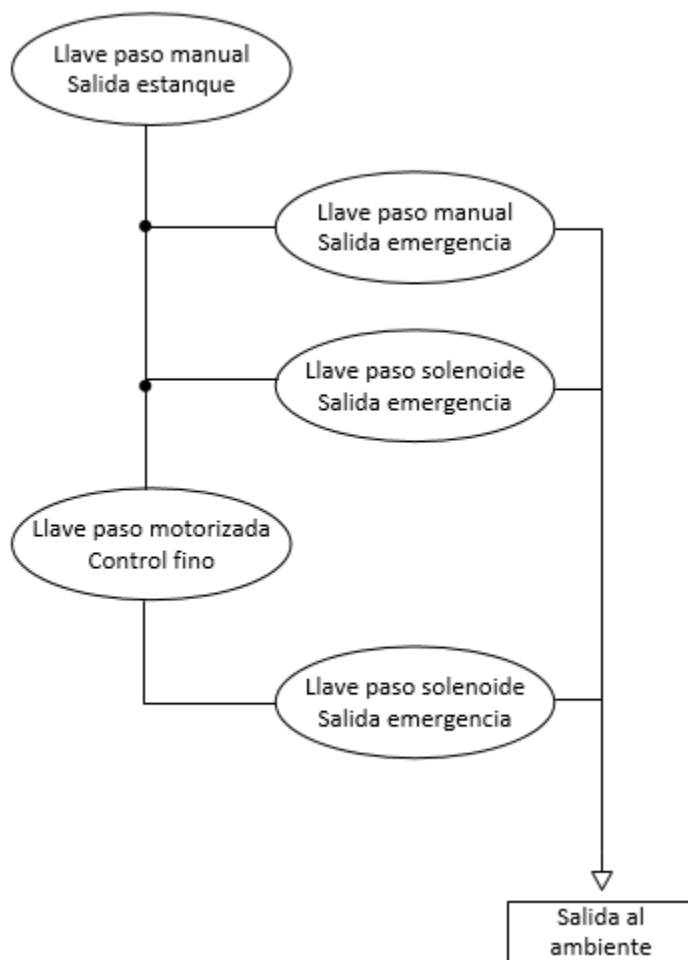 Llave paso manual
Salida estanque
Llave paso manual
Salida emergencia
Llave paso solenoide
Salida emergencia
Llave paso motorizada
Control fino
Llave paso solenoide
Salida emergencia
Salida al
ambiente